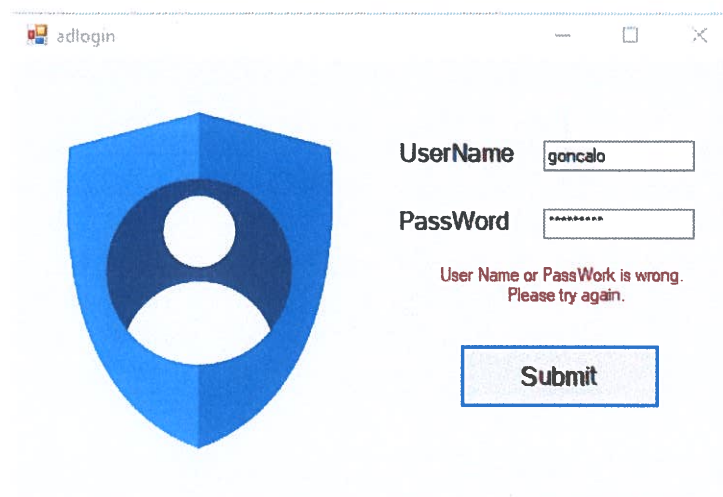 adlogin
UserName
goncalo
PassWord
*********
User Name or PassWork is wrong.
Please try again.
Submit